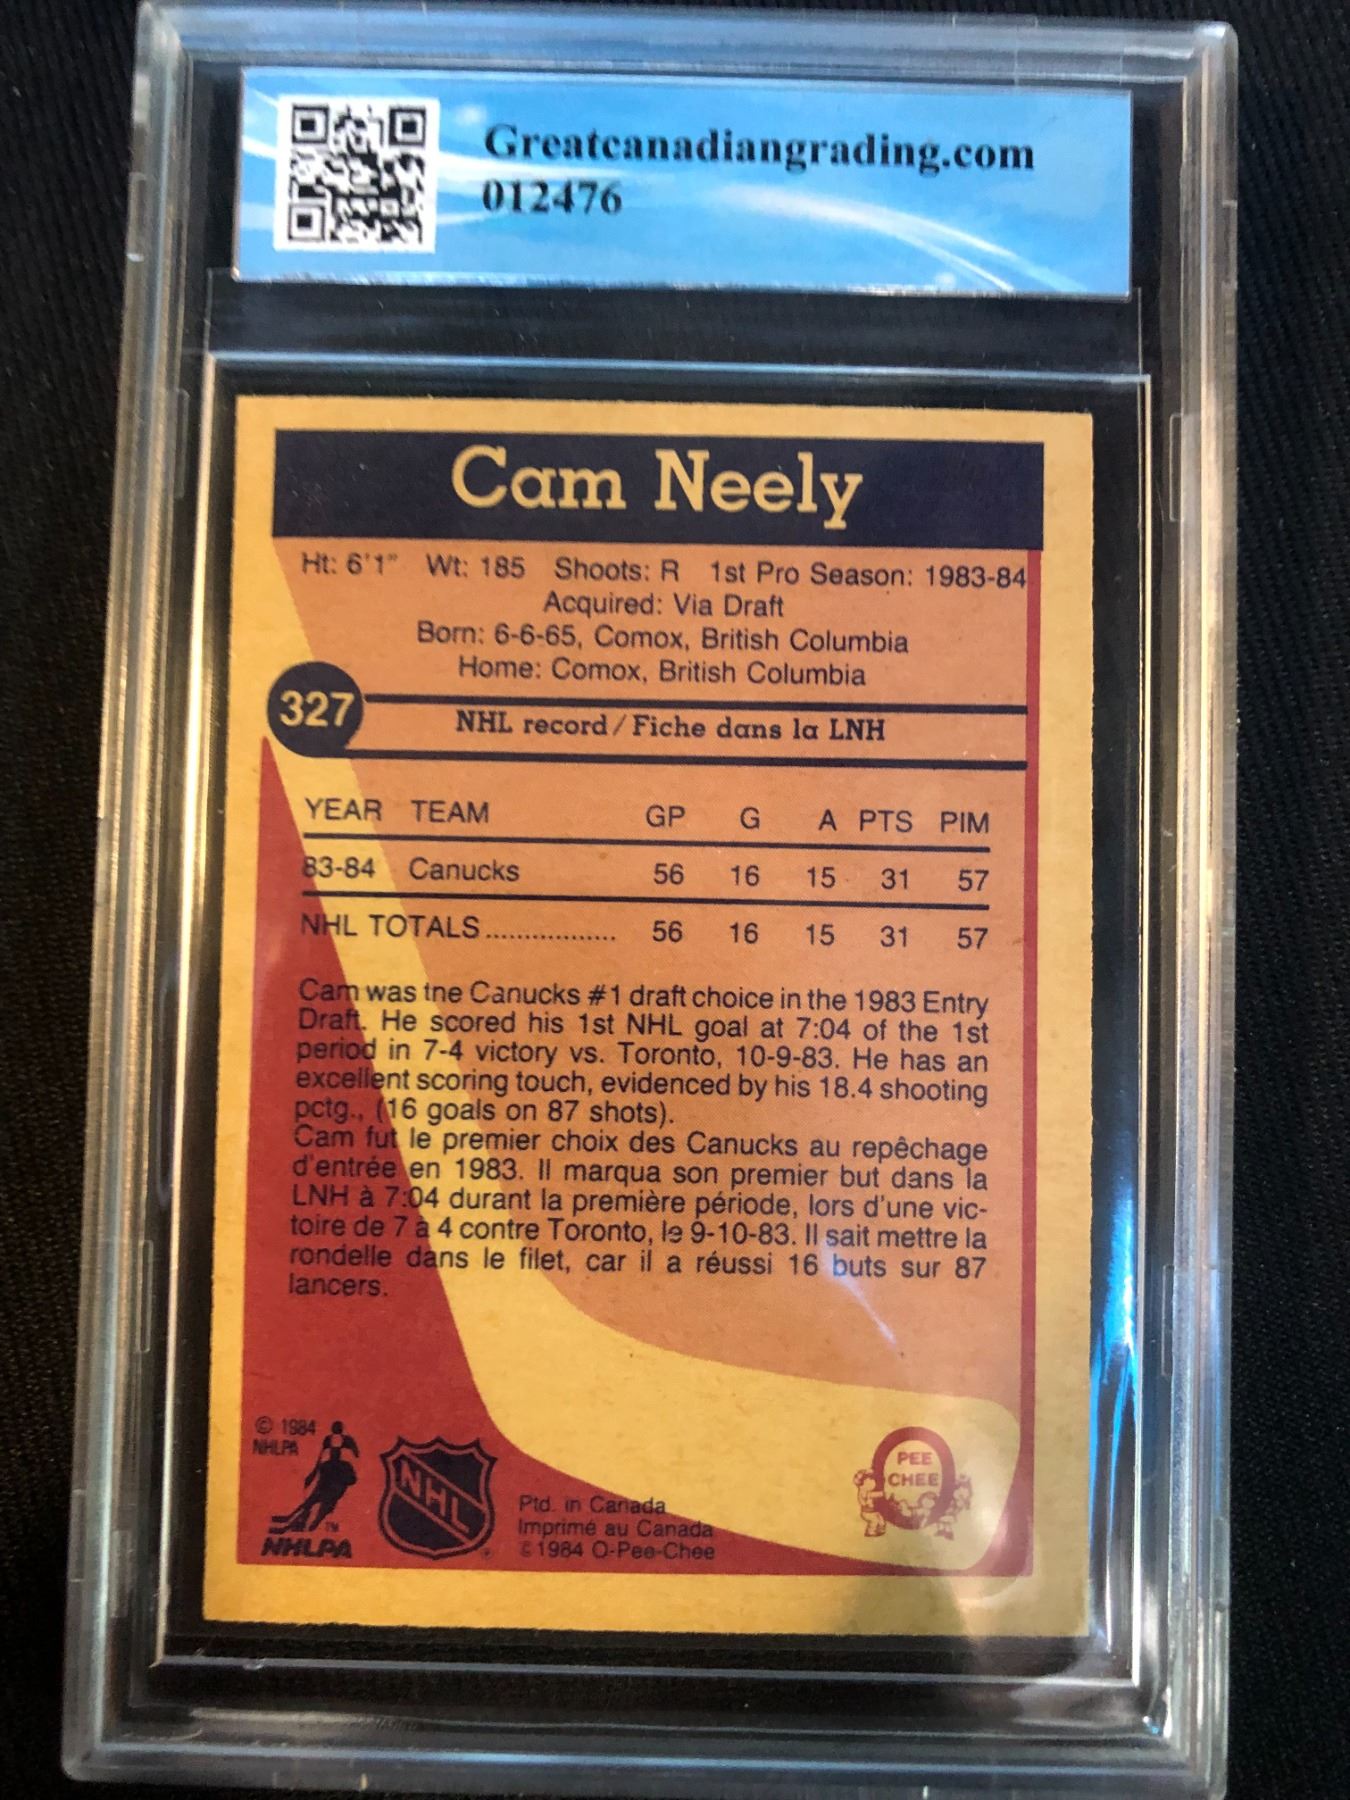 Greatcanadiangrading.com
012476
Cam Neely
Ht: 6'1" Wt: 185 Shoots: R 1st Pro Season: 1983-84
Acquired: Via Draft
Born: 6-6-65, Comox, British Columbia
Home: Comox, British Columbia
327
NHL record/Fiche dans la LNH
YEAR TEAM GP G A PTS PIM
83-84 Canucks 56 16 15 31 57
NHL TOTALS................. 56 16 15 31 57
Cam was the Canucks #1 draft choice in the 1983 Entry
Draft. He scored his 1st NHL goal at 7:04 of the 1st
period in 7-4 victory vs. Toronto, 10-9-83. He has an
excellent scoring touch, evidenced by his 18.4 shooting
pctg., (16 goals on 87 shots).
Cam fut le premier choix des Canucks au repêchage
d'entrée en 1983. Il marqua son premier but dans la
LNH à 7:04 durant la première période, lors d'une vic-
toire de 7 à 4 contre Toronto, le 9-10-83. Il sait mettre la
rondelle dans le filet, car il a réussi 16 buts sur 87
lancers.
© 1984
NHLPA
TM
NHLPA
NHL
Ptd. in Canada
Imprimé au Canada
© 1984 O-Pee-Chee
O
PEE
CHEE